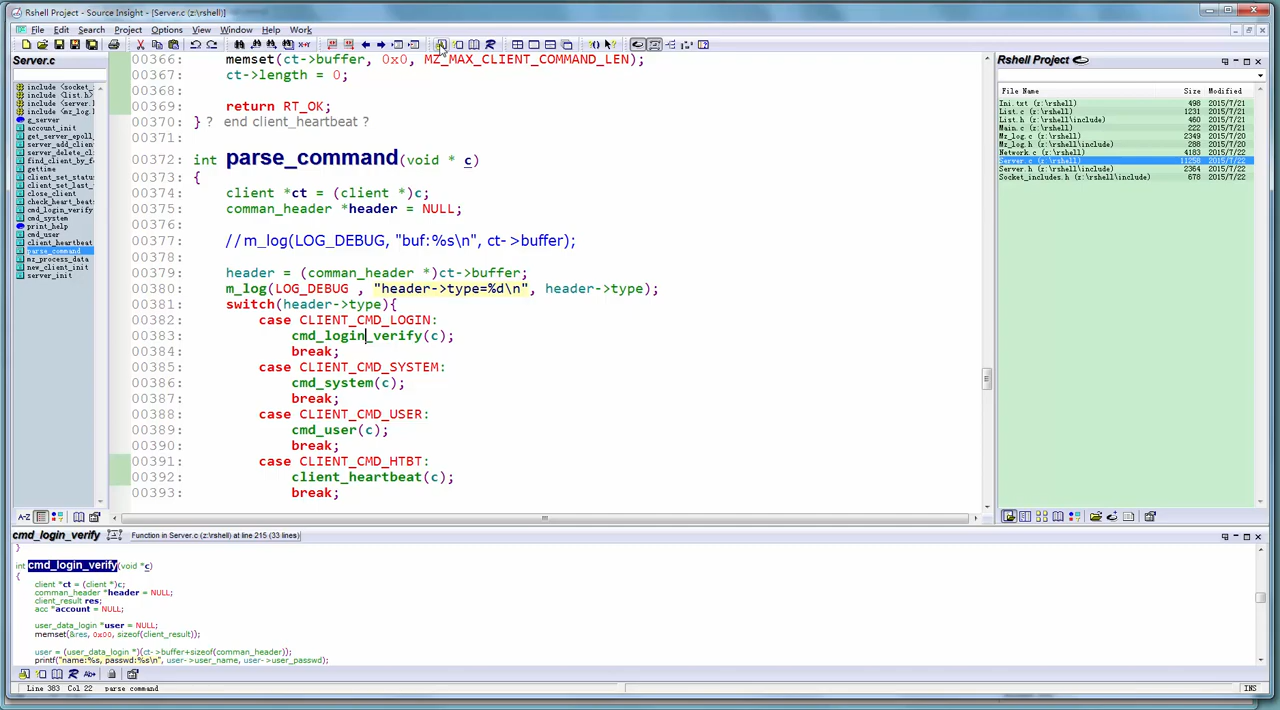 Rshell Project - Source Insight - [Server.c (z:\rshell)]
File Edit Search Project Options View Window Help Work
Server.c
include <socket_
include <list.h>
include <server.h
include <mz_log.h
g_server
account_init
get_server_epoll_
server_add_client
server_delete_cli
find_client_by_fo
gettime
client_set_status
client_set_last_t
close_client
check_heart_beats
cmd_login_verify
cmd_system
print_help
cmd_user
client_heartbeat
parse_command
mz_process_data
new_client_init
server_init
00366: memset(ct->buffer, 0x0, MZ_MAX_CLIENT_COMMAND_LEN);
00367: ct->length = 0;
00368:
00369: return RT_OK;
00370: } ? end client_heartbeat ?
00371:
00372: int parse_command(void * c)
00373: {
00374: client *ct = (client *)c;
00375: comman_header *header = NULL;
00376:
00377: //m_log(LOG_DEBUG, "buf:%s\n", ct->buffer);
00378:
00379: header = (comman_header *)ct->buffer;
00380: m_log(LOG_DEBUG , "header->type=%d\n", header->type);
00381: switch(header->type){
00382: case CLIENT_CMD_LOGIN:
00383: cmd_login_verify(c);
00384: break;
00385: case CLIENT_CMD_SYSTEM:
00386: cmd_system(c);
00387: break;
00388: case CLIENT_CMD_USER:
00389: cmd_user(c);
00390: break;
00391: case CLIENT_CMD_HTBT:
00392: client_heartbeat(c);
00393: break;
Rshell Project
File Name Size Modified
Ini.txt (z:\rshell) 498 2015/7/21
List.c (z:\rshell) 1231 2015/7/21
List.h (z:\rshell\include) 460 2015/7/21
Main.c (z:\rshell) 222 2015/7/21
Mz_log.c (z:\rshell) 2349 2015/7/20
Mz_log.h (z:\rshell\include) 288 2015/7/21
Network.c (z:\rshell) 4183 2015/7/22
Server.c (z:\rshell) 11258 2015/7/22
Server.h (z:\rshell\include) 2364 2015/7/22
Socket_includes.h (z:\rshell\include) 678 2015/7/22
A-Z
cmd_login_verify Function in Server.c (z:\rshell) at line 215 (33 lines)
}
int cmd_login_verify(void *c)
{
client *ct = (client *)c;
comman_header *header = NULL;
client_result res;
acc *account = NULL;
user_data_login *user = NULL;
memset(&res, 0x00, sizeof(client_result));
user = (user_data_login *)(ct->buffer+sizeof(comman_header));
printf("name:%s, passwd:%s\n", user->user_name, user->user_passwd);
Line 383 Col 22 parse command
INS